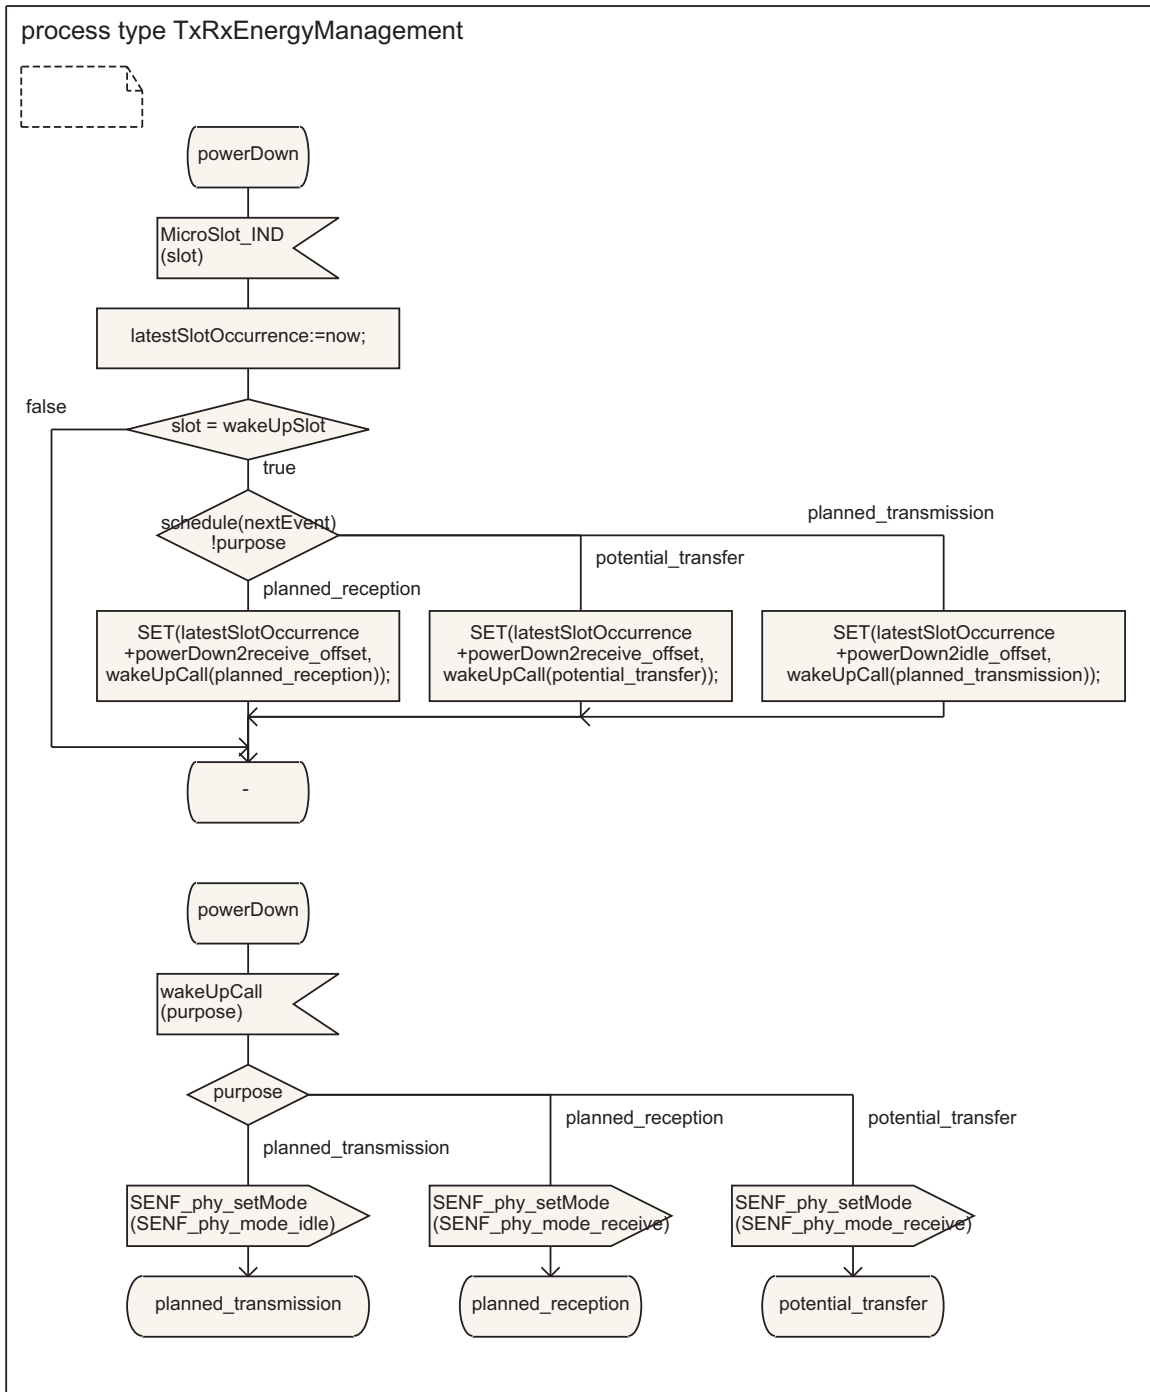 process type TxRxEnergyManagement
powerDown
MicroSlot_IND
(slot)
latestSlotOccurrence:=now;
false
slot = wakeUpSlot
true
schedule(nextEvent)
!purpose
planned_transmission
potential_transfer
planned_reception
SET(latestSlotOccurrence
+powerDown2receive_offset,
wakeUpCall(planned_reception));
SET(latestSlotOccurrence
+powerDown2receive_offset,
wakeUpCall(potential_transfer));
SET(latestSlotOccurrence
+powerDown2idle_offset,
wakeUpCall(planned_transmission));
-
powerDown
wakeUpCall
(purpose)
purpose
planned_transmission
planned_reception
potential_transfer
SENF_phy_setMode
(SENF_phy_mode_idle)
SENF_phy_setMode
(SENF_phy_mode_receive)
SENF_phy_setMode
(SENF_phy_mode_receive)
planned_transmission
planned_reception
potential_transfer